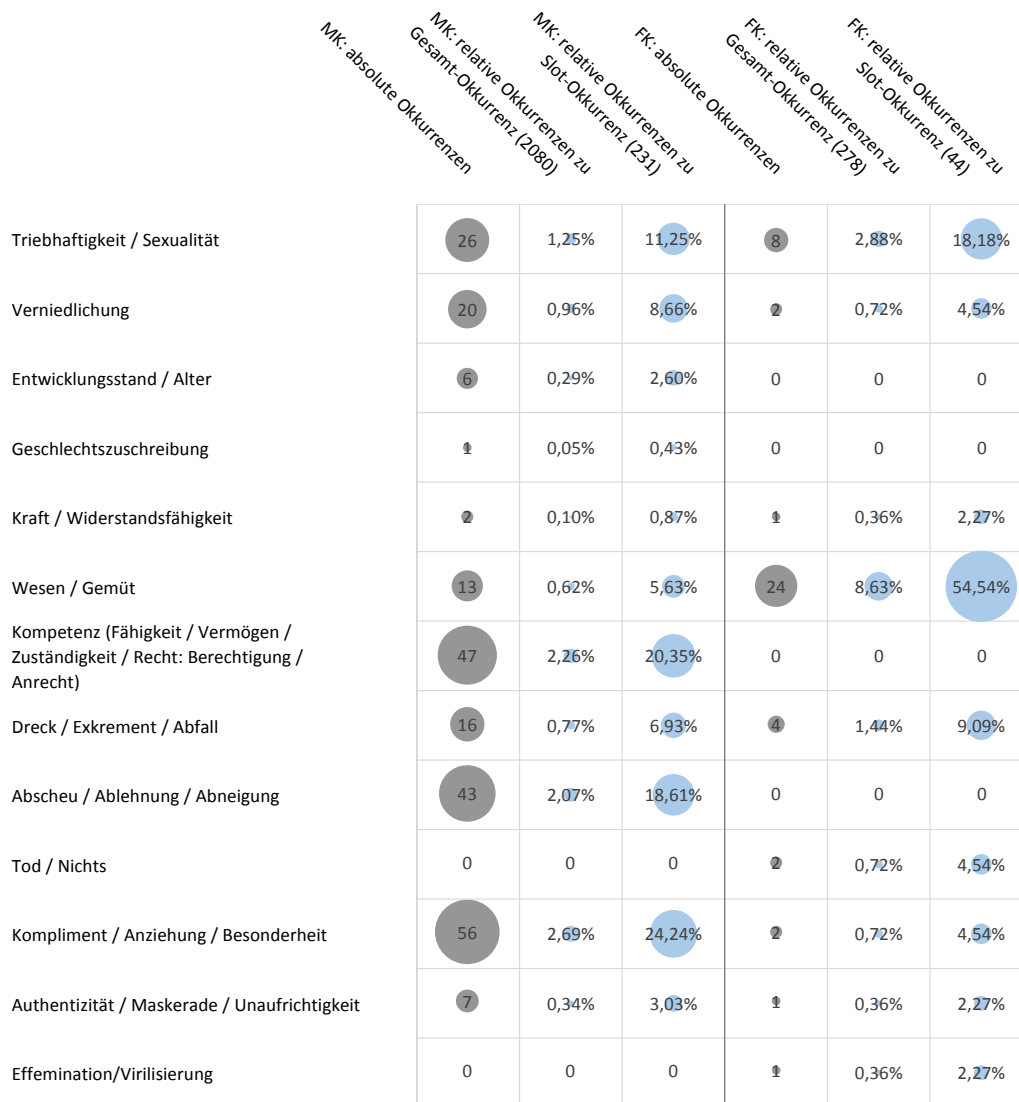 MK: absolute Okkurrenzen
MK: relative Okkurrenzen zu
Gesamt-Okkurrenz (2080)
MK: relative Okkurrenzen zu
Slot-Okkurrenz (231)
FK: absolute Okkurrenzen
FK: relative Okkurrenzen zu
Gesamt-Okkurrenz (278)
FK: relative Okkurrenzen zu
Slot-Okkurrenz (44)
Triebhaftigkeit / Sexualität 26 1,25% 11,25% 8 2,88% 18,18%
Verniedlichung 20 0,96% 8,66% 2 0,72% 4,54%
Entwicklungsstand / Alter 6 0,29% 2,60% 0 0 0
Geschlechtszuschreibung 1 0,05% 0,43% 0 0 0
Kraft / Widerstandsfähigkeit 2 0,10% 0,87% 1 0,36% 2,27%
Wesen / Gemüt 13 0,62% 5,63% 24 8,63% 54,54%
Kompetenz (Fähigkeit / Vermögen /
Zuständigkeit / Recht: Berechtigung / 47 2,26% 20,35% 0 0 0
Anrecht)
Dreck / Exkrement / Abfall 16 0,77% 6,93% 4 1,44% 9,09%
Abscheu / Ablehnung / Abneigung 43 2,07% 18,61% 0 0 0
Tod / Nichts 0 0 0 2 0,72% 4,54%
Kompliment / Anziehung / Besonderheit 56 2,69% 24,24% 2 0,72% 4,54%
Authentizität / Maskerade / Unaufrichtigkeit 7 0,34% 3,03% 1 0,36% 2,27%
Effemination/Virilisierung 0 0 0 1 0,36% 2,27%